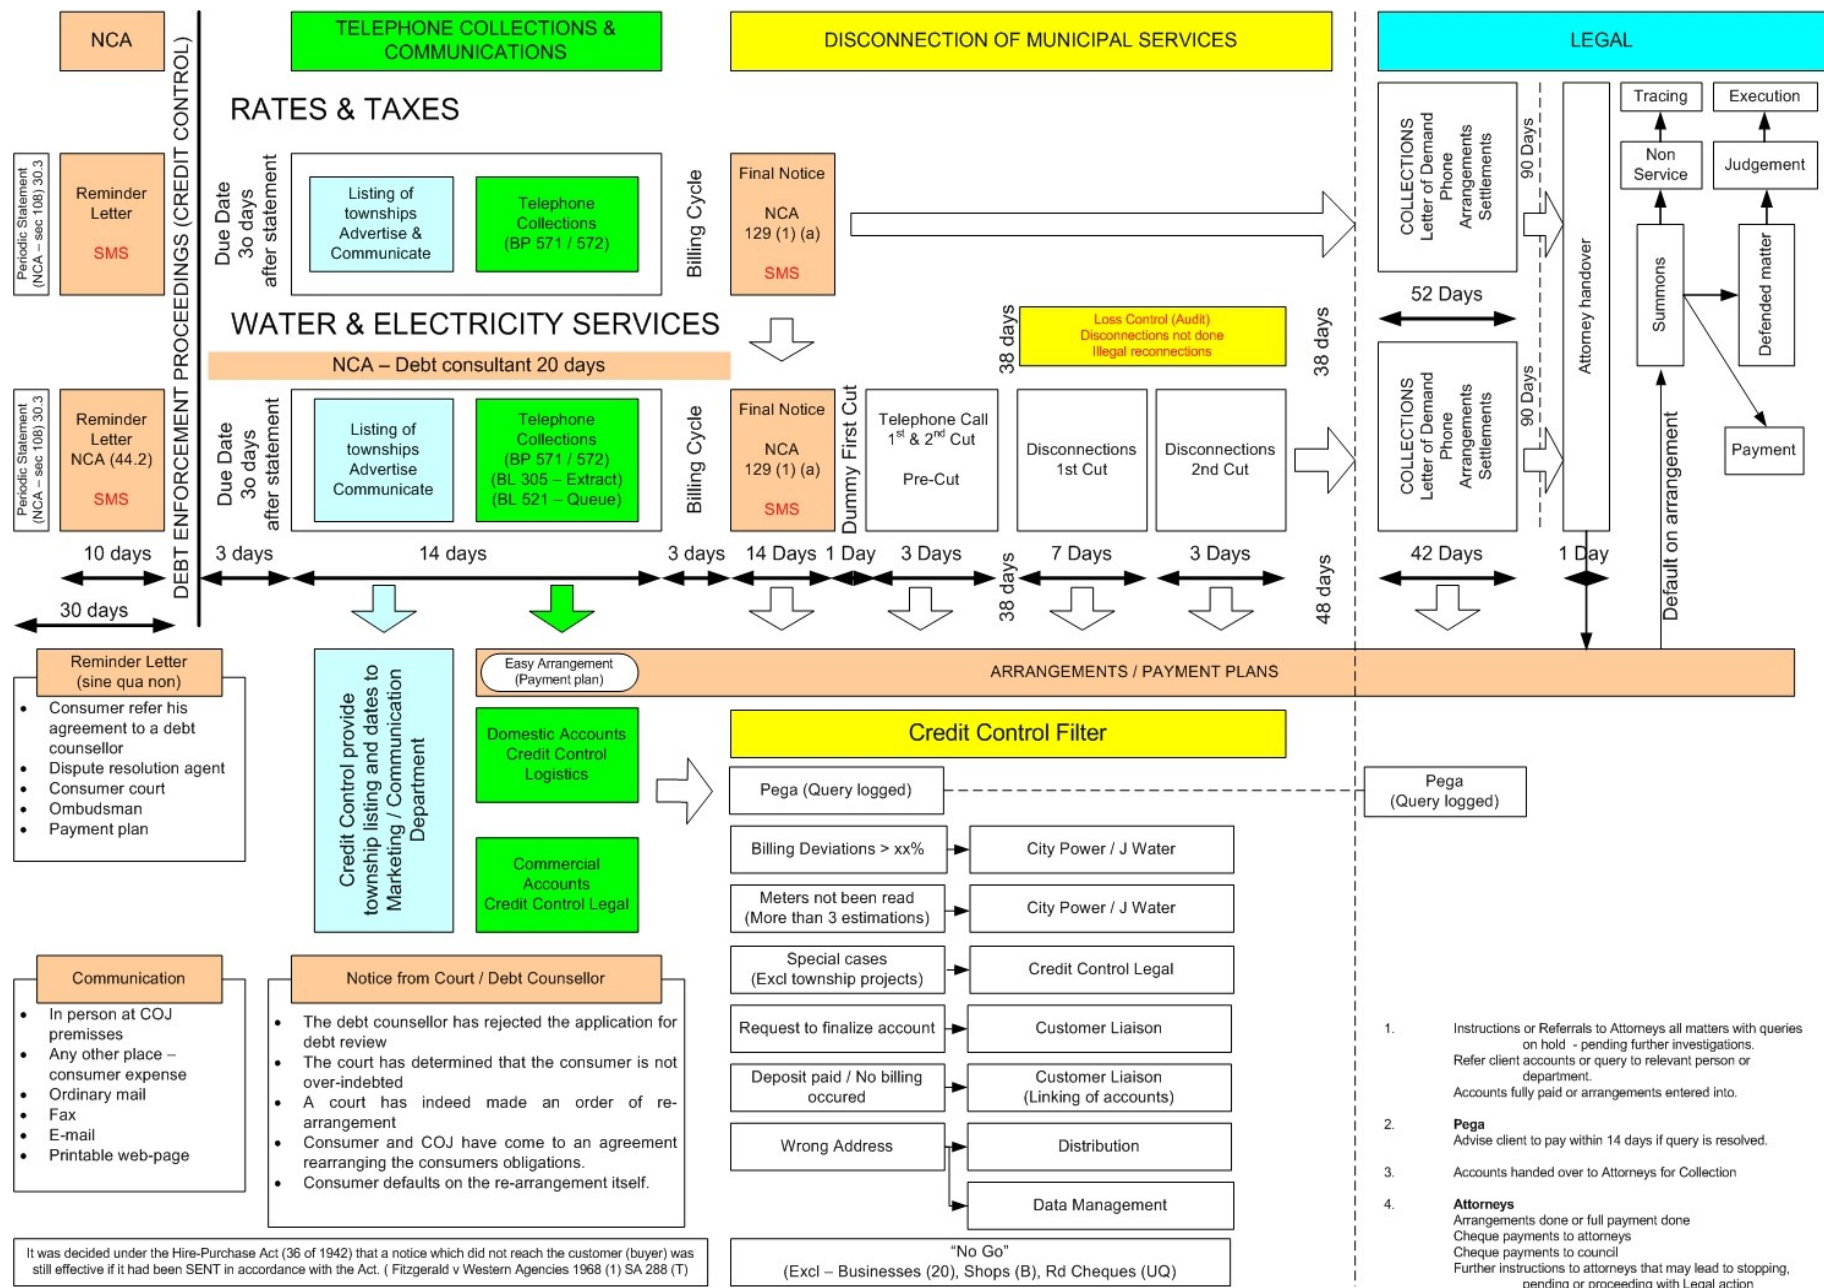 NCA
TELEPHONE COLLECTIONS &
COMMUNICATIONS
DISCONNECTION OF MUNICIPAL SERVICES
LEGAL
DEBT ENFORCEMENT PROCEEDINGS (CREDIT CONTROL)
RATES & TAXES
Periodic Statement
(NCA – sec 108) 30.3
Reminder
Letter
SMS
Due Date
3o days
after statement
Listing of
townships
Advertise &
Communicate
Telephone
Collections
(BP 571 / 572)
Billing Cycle
Final Notice
NCA
129 (1) (a)
SMS
COLLECTIONS
Letter of Demand
Phone
Arrangements
Settlements
90 Days
52 Days
Attorney handover
Tracing
Execution
Non
Service
Judgement
Summons
Defended matter
Payment
Default on arrangement
WATER & ELECTRICITY SERVICES
NCA – Debt consultant 20 days
38 days
Loss Control (Audit)
Disconnections not done
Illegal reconnections
38 days
Periodic Statement
(NCA – sec 108) 30.3
Reminder
Letter
NCA (44.2)
SMS
Due Date
3o days
after statement
Listing of
townships
Advertise
Communicate
Telephone
Collections
(BP 571 / 572)
(BL 305 – Extract)
(BL 521 – Queue)
Billing Cycle
Final Notice
NCA
129 (1) (a)
SMS
Dummy First Cut
Telephone Call
1st & 2nd Cut
Pre-Cut
Disconnections
1st Cut
Disconnections
2nd Cut
COLLECTIONS
Letter of Demand
Phone
Arrangements
Settlements
90 Days
10 days
3 days
14 days
3 days
14 Days
1 Day
3 Days
38 days
7 Days
3 Days
48 days
42 Days
1 Day
30 days
Reminder Letter
(sine qua non)
• Consumer refer his
agreement to a debt
counsellor
• Dispute resolution agent
• Consumer court
• Ombudsman
• Payment plan
Credit Control provide
township listing and dates to
Marketing / Communication
Department
Easy Arrangement
(Payment plan)
ARRANGEMENTS / PAYMENT PLANS
Domestic Accounts
Credit Control
Logistics
Commercial
Accounts
Credit Control Legal
Credit Control Filter
Pega (Query logged)
Pega
(Query logged)
Billing Deviations > xx%
City Power / J Water
Meters not been read
(More than 3 estimations)
City Power / J Water
Special cases
(Excl township projects)
Credit Control Legal
Request to finalize account
Customer Liaison
Deposit paid / No billing
occured
Customer Liaison
(Linking of accounts)
Wrong Address
Distribution
Data Management
"No Go"
(Excl – Businesses (20), Shops (B), Rd Cheques (UQ)
Communication
• In person at COJ
premisses
• Any other place –
consumer expense
• Ordinary mail
• Fax
• E-mail
• Printable web-page
Notice from Court / Debt Counsellor
• The debt counsellor has rejected the application for
debt review
• The court has determined that the consumer is not
over-indebted
• A court has indeed made an order of re-
arrangement
• Consumer and COJ have come to an agreement
rearranging the consumers obligations.
• Consumer defaults on the re-arrangement itself.
It was decided under the Hire-Purchase Act (36 of 1942) that a notice which did not reach the customer (buyer) was
still effective if it had been SENT in accordance with the Act. ( Fitzgerald v Western Agencies 1968 (1) SA 288 (T)
1. Instructions or Referrals to Attorneys all matters with queries
on hold - pending further investigations.
Refer client accounts or query to relevant person or
department.
Accounts fully paid or arrangements entered into.
2. Pega
Advise client to pay within 14 days if query is resolved.
3. Accounts handed over to Attorneys for Collection
4. Attorneys
Arrangements done or full payment done
Cheque payments to attorneys
Cheque payments to council
Further instructions to attorneys that may lead to stopping,
pending or proceeding with Legal action